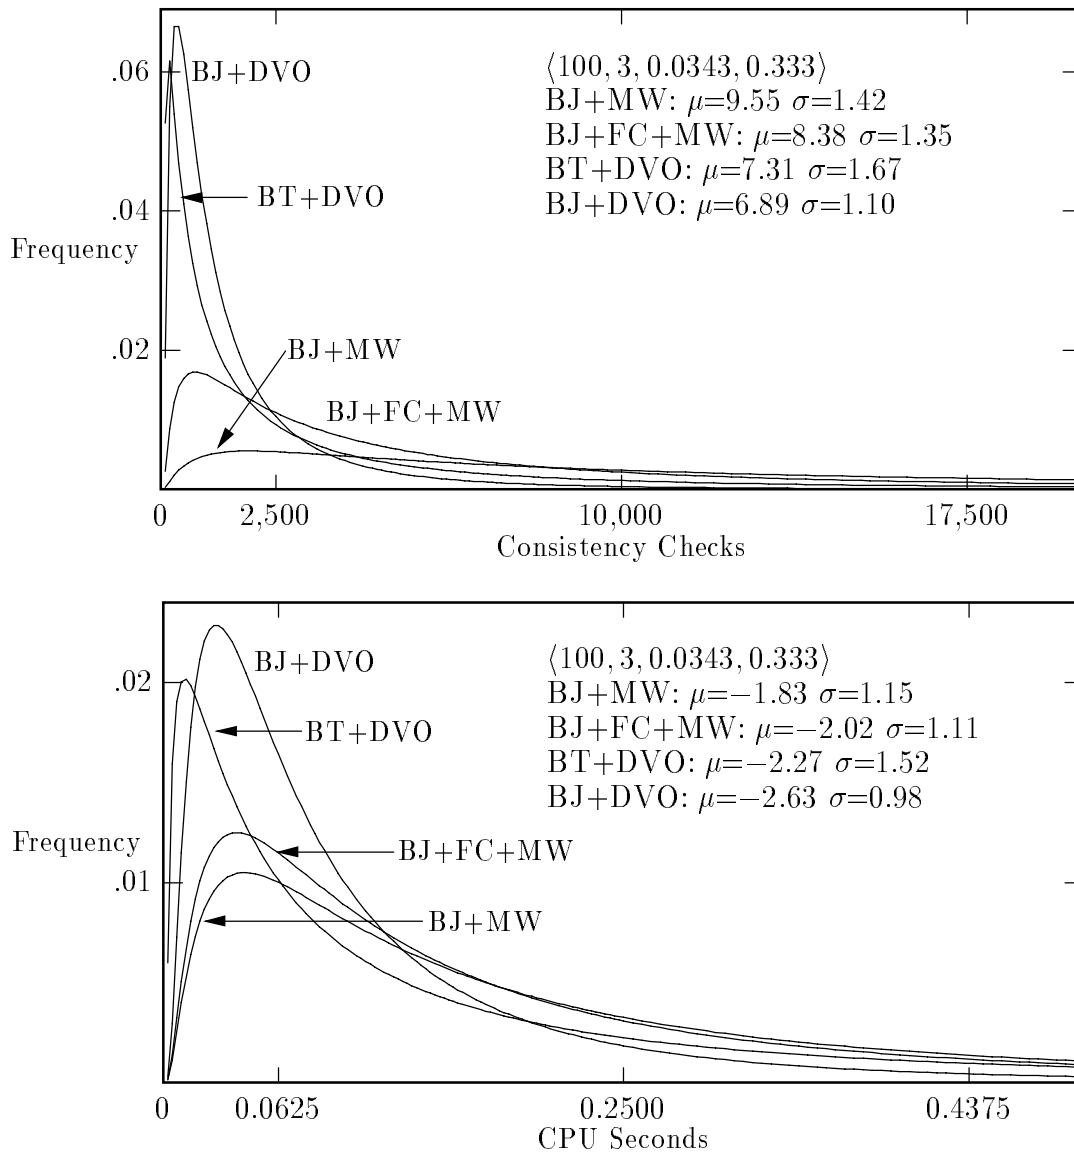 .06
BJ+DVO
⟨100, 3, 0.0343, 0.333⟩
BJ+MW: μ=9.55 σ=1.42
BJ+FC+MW: μ=8.38 σ=1.35
BT+DVO: μ=7.31 σ=1.67
BJ+DVO: μ=6.89 σ=1.10
BT+DVO
.04
Frequency
.02
BJ+MW
BJ+FC+MW
0 2,500 10,000 17,500
Consistency Checks
BJ+DVO
⟨100, 3, 0.0343, 0.333⟩
BJ+MW: μ=−1.83 σ=1.15
BJ+FC+MW: μ=−2.02 σ=1.11
BT+DVO: μ=−2.27 σ=1.52
BJ+DVO: μ=−2.63 σ=0.98
.02
BT+DVO
Frequency
BJ+FC+MW
.01
BJ+MW
0 0.0625 0.2500 0.4375
CPU Seconds